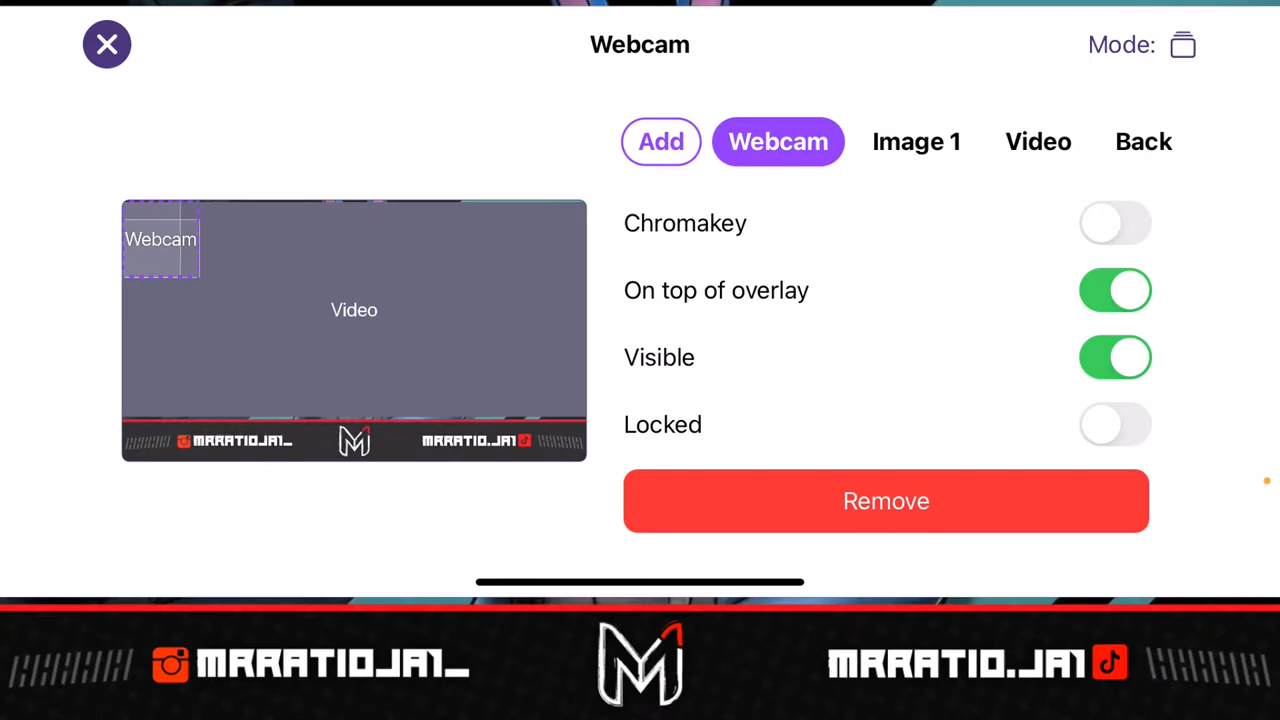 Webcam
Mode:
Add Webcam Image 1 Video Back
Webcam
Video
MRRATIOJA1_
MRRATIO.JA1
Chromakey
On top of overlay
Visible
Locked
Remove
MRRATIOJA1_
MRRATIO.JA1